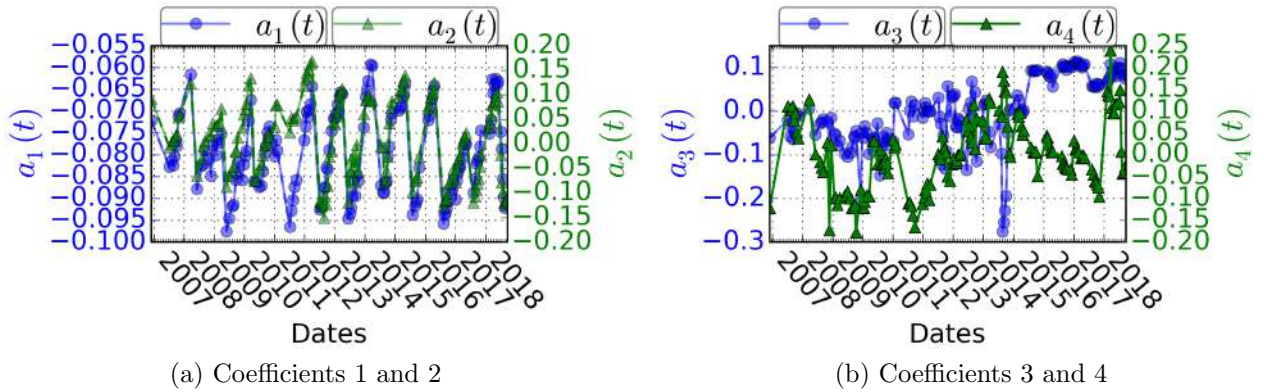 a₁(t) a₂(t)
−0.055
−0.060
−0.065
−0.070
−0.075
−0.080
−0.085
−0.090
−0.095
−0.100
a₁(t)
0.20
0.15
0.10
0.05
0.00
−0.05
−0.10
−0.15
−0.20
a₂(t)
2007 2008 2009 2010 2011 2012 2013 2014 2015 2016 2017 2018
Dates
(a) Coefficients 1 and 2
a₃(t) a₄(t)
0.1
0.0
−0.1
−0.2
−0.3
a₃(t)
0.25
0.20
0.15
0.10
0.05
0.00
−0.05
−0.10
−0.15
−0.20
a₄(t)
2007 2008 2009 2010 2011 2012 2013 2014 2015 2016 2017 2018
Dates
(b) Coefficients 3 and 4